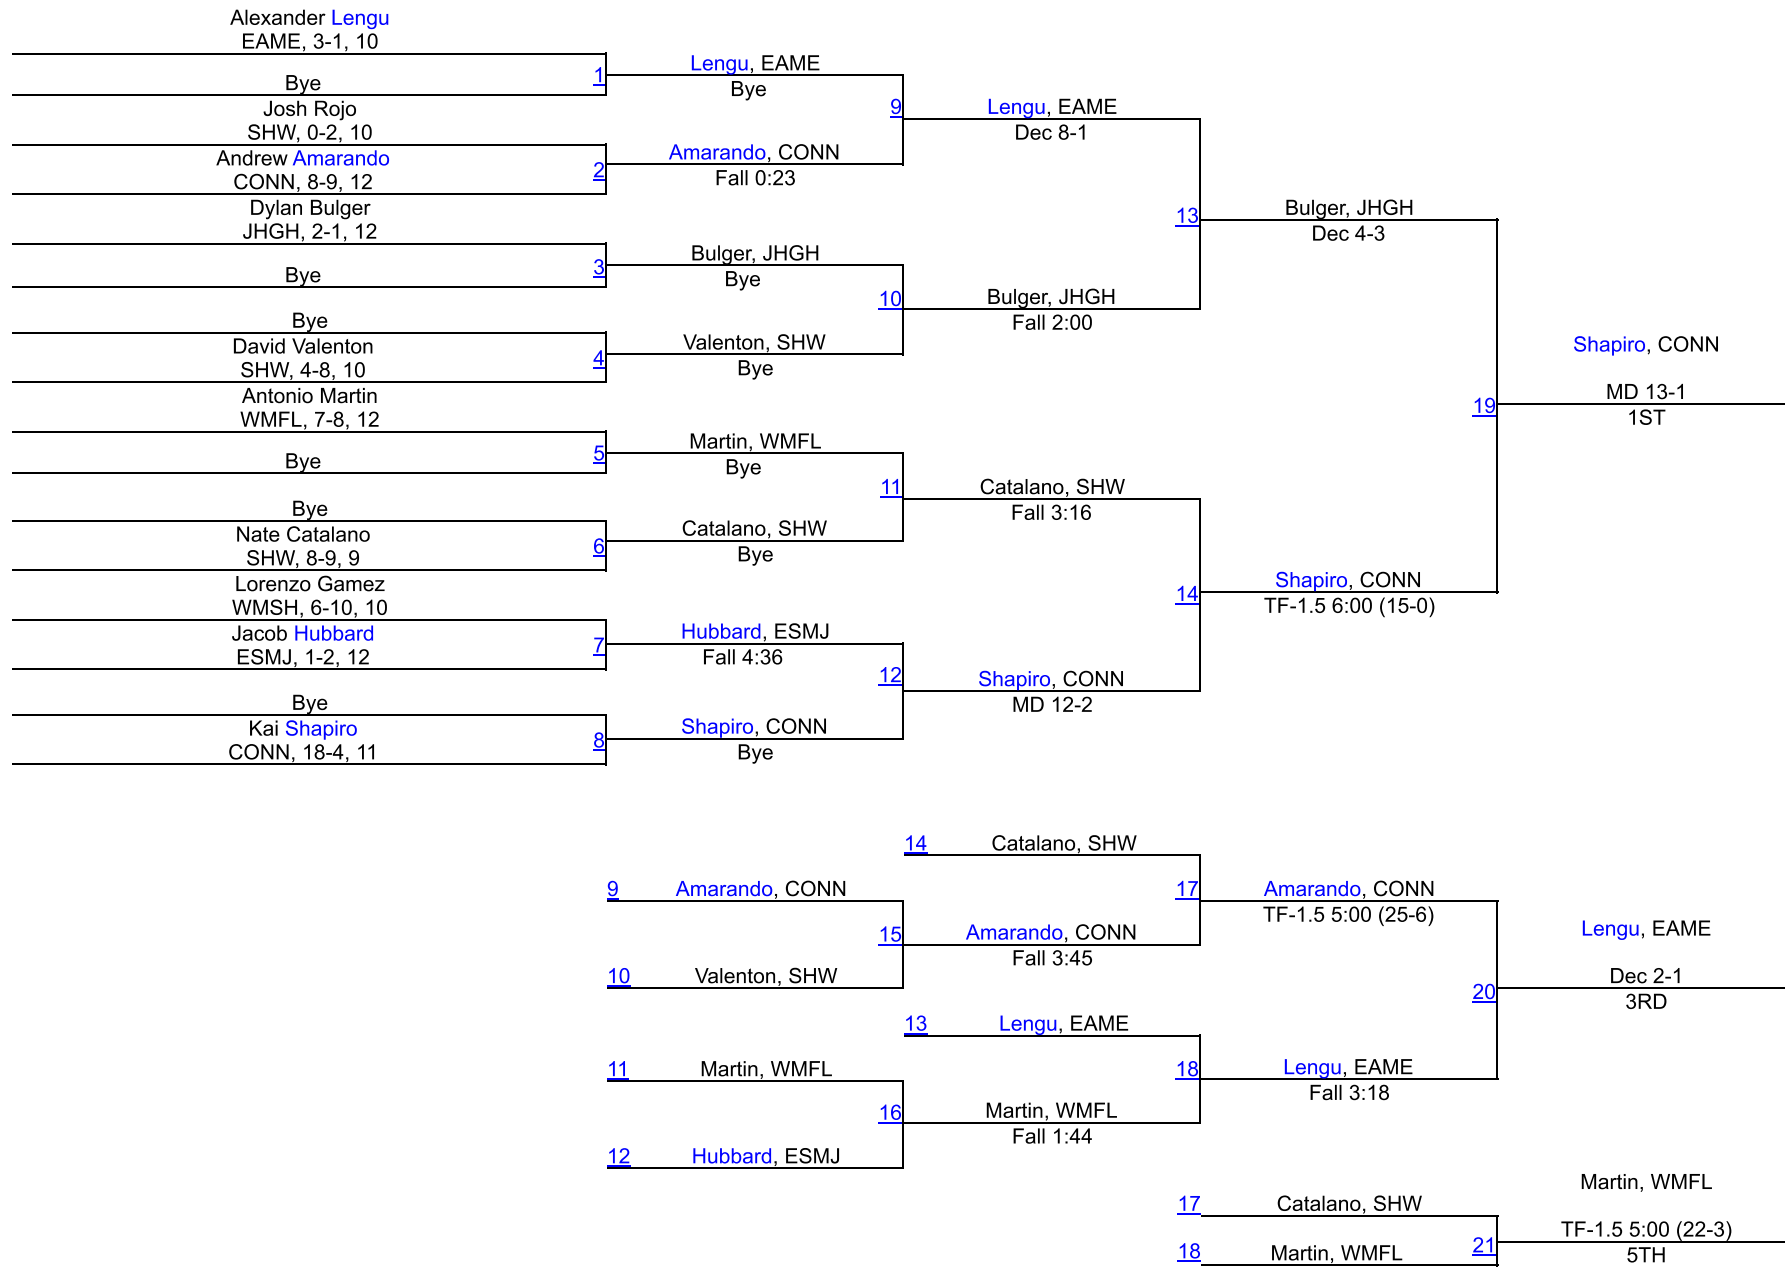 Alexander Lengu
EAME, 3-1, 10
Bye
1
Josh Rojo
SHW, 0-2, 10
Andrew Amarando
CONN, 8-9, 12
2
Dylan Bulger
JHGH, 2-1, 12
Bye
3
Bye
David Valenton
SHW, 4-8, 10
4
Antonio Martin
WMFL, 7-8, 12
Bye
5
Bye
Nate Catalano
SHW, 8-9, 9
6
Lorenzo Gamez
WMSH, 6-10, 10
Jacob Hubbard
ESMJ, 1-2, 12
7
Bye
Kai Shapiro
CONN, 18-4, 11
8
Lengu, EAME
Bye
9
Amarando, CONN
Fall 0:23
Bulger, JHGH
Bye
10
Valenton, SHW
Bye
Martin, WMFL
Bye
11
Catalano, SHW
Bye
Hubbard, ESMJ
Fall 4:36
12
Shapiro, CONN
Bye
Lengu, EAME
Dec 8-1
13
Bulger, JHGH
Fall 2:00
Catalano, SHW
Fall 3:16
14
Shapiro, CONN
MD 12-2
Bulger, JHGH
Dec 4-3
19
Shapiro, CONN
TF-1.5 6:00 (15-0)
Shapiro, CONN
MD 13-1
1ST
9 Amarando, CONN
15
10 Valenton, SHW
11 Martin, WMFL
16
12 Hubbard, ESMJ
14 Catalano, SHW
17
Amarando, CONN
Fall 3:45
13 Lengu, EAME
18
Martin, WMFL
Fall 1:44
Amarando, CONN
TF-1.5 5:00 (25-6)
20
Lengu, EAME
Fall 3:18
Lengu, EAME
Dec 2-1
3RD
17 Catalano, SHW
21
18 Martin, WMFL
Martin, WMFL
TF-1.5 5:00 (22-3)
5TH